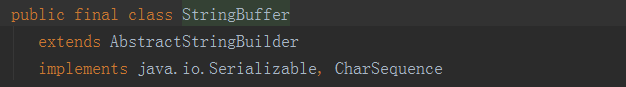 public final class StringBuffer
extends AbstractStringBuilder
implements java.io.Serializable, CharSequence